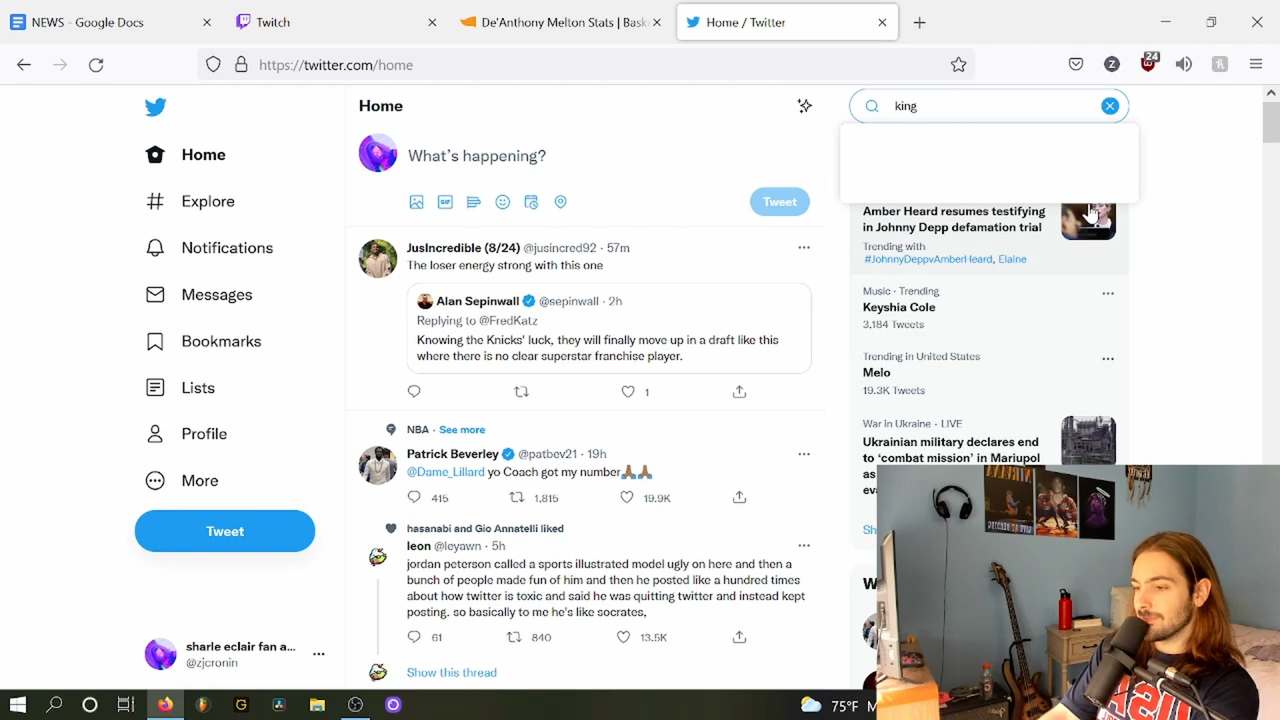 NEWS - Google Docs
Twitch
De'Anthony Melton Stats | Bask
Home / Twitter
https://twitter.com/home
24
Home
king
What's happening?
GIF
Tweet
Home
Explore
Notifications
Messages
Bookmarks
Lists
Profile
More
Tweet
sharle eclair fan a...
@zjcronin
JusIncredible (8/24) @jusincred92 · 57m
The loser energy strong with this one
Alan Sepinwall @sepinwall · 2h
Replying to @FredKatz
Knowing the Knicks' luck, they will finally move up in a draft like this
where there is no clear superstar franchise player.
1
NBA · See more
Patrick Beverley @patbev21 · 19h
@Dame_Lillard yo Coach got my number🙏🏾🙏🏾
415 1,815 19.9K
hasanabi and Gio Annatelli liked
leon @leyawn · 5h
jordan peterson called a sports illustrated model ugly on here and then a
bunch of people made fun of him and then he posted like a hundred times
about how twitter is toxic and said he was quitting twitter and instead kept
posting. so basically to me he's like socrates,
61 840 13.5K
Show this thread
Amber Heard resumes testifying
in Johnny Depp defamation trial
Trending with
#JohnnyDeppvAmberHeard, Elaine
Music · Trending
Keyshia Cole
3,184 Tweets
Trending in United States
Melo
19.3K Tweets
War in Ukraine · LIVE
Ukrainian military declares end
to 'combat mission' in Mariupol
as
Sh
W
75°F M